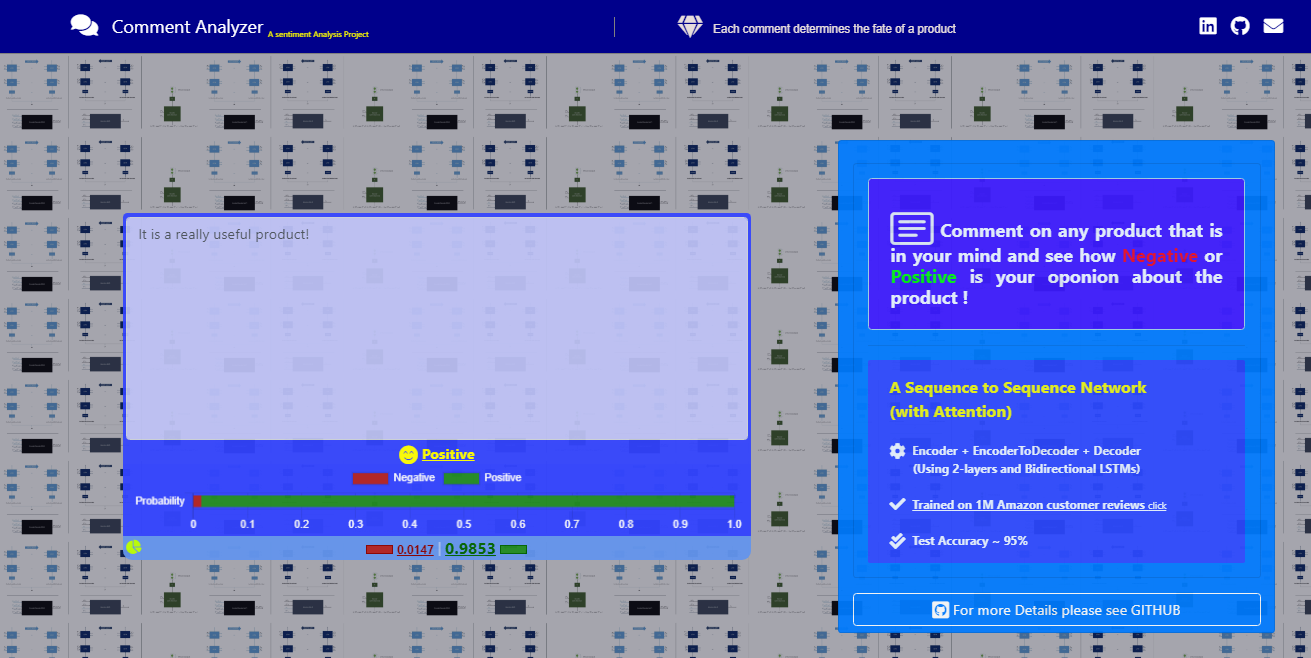 Comment Analyzer A sentiment Analysis Project
Each comment determines the fate of a product
It is a really useful product!
Positive
Negative Positive
Probability
0 0.1 0.2 0.3 0.4 0.5 0.6 0.7 0.8 0.9 1.0
0.0147 | 0.9853
Comment on any product that is
in your mind and see how Negative or
Positive is your oponion about the
product !
A Sequence to Sequence Network
(with Attention)
Encoder + EncoderToDecoder + Decoder
(Using 2-layers and Bidirectional LSTMs)
Trained on 1M Amazon customer reviews click
Test Accuracy ~ 95%
For more Details please see GITHUB